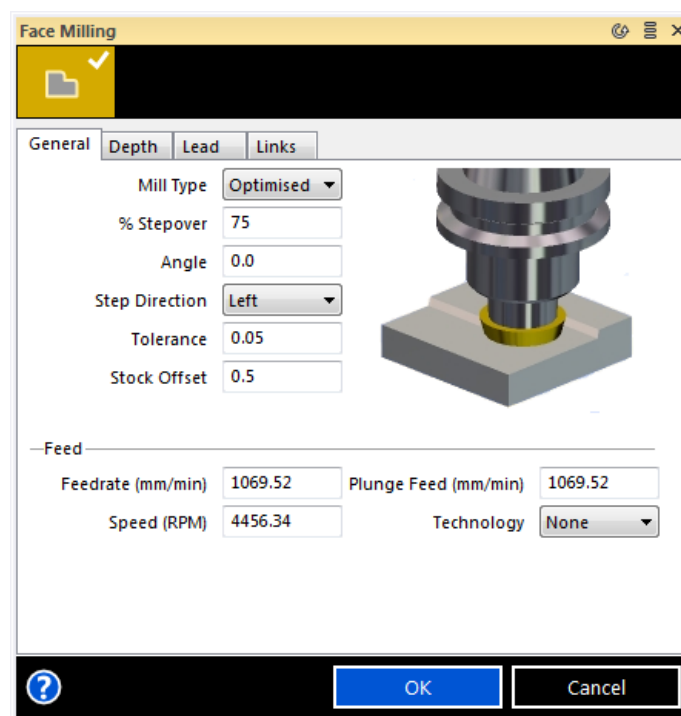 Face Milling
General Depth Lead Links
Mill Type Optimised
% Stepover 75
Angle 0.0
Step Direction Left
Tolerance 0.05
Stock Offset 0.5
Feed
Feedrate (mm/min) 1069.52 Plunge Feed (mm/min) 1069.52
Speed (RPM) 4456.34 Technology None
? OK Cancel